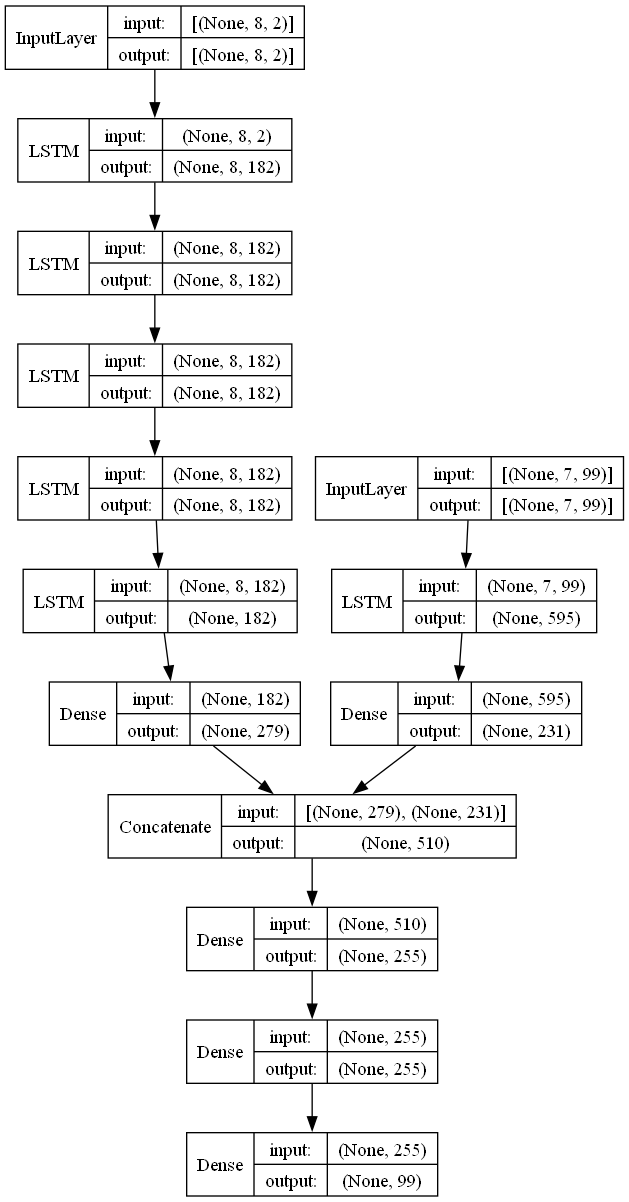 InputLayer input: [(None, 8, 2)]
output: [(None, 8, 2)]
LSTM input: (None, 8, 2)
output: (None, 8, 182)
LSTM input: (None, 8, 182)
output: (None, 8, 182)
LSTM input: (None, 8, 182)
output: (None, 8, 182)
LSTM input: (None, 8, 182)
output: (None, 8, 182)
InputLayer input: [(None, 7, 99)]
output: [(None, 7, 99)]
LSTM input: (None, 8, 182)
output: (None, 182)
LSTM input: (None, 7, 99)
output: (None, 595)
Dense input: (None, 182)
output: (None, 279)
Dense input: (None, 595)
output: (None, 231)
Concatenate input: [(None, 279), (None, 231)]
output: (None, 510)
Dense input: (None, 510)
output: (None, 255)
Dense input: (None, 255)
output: (None, 255)
Dense input: (None, 255)
output: (None, 99)